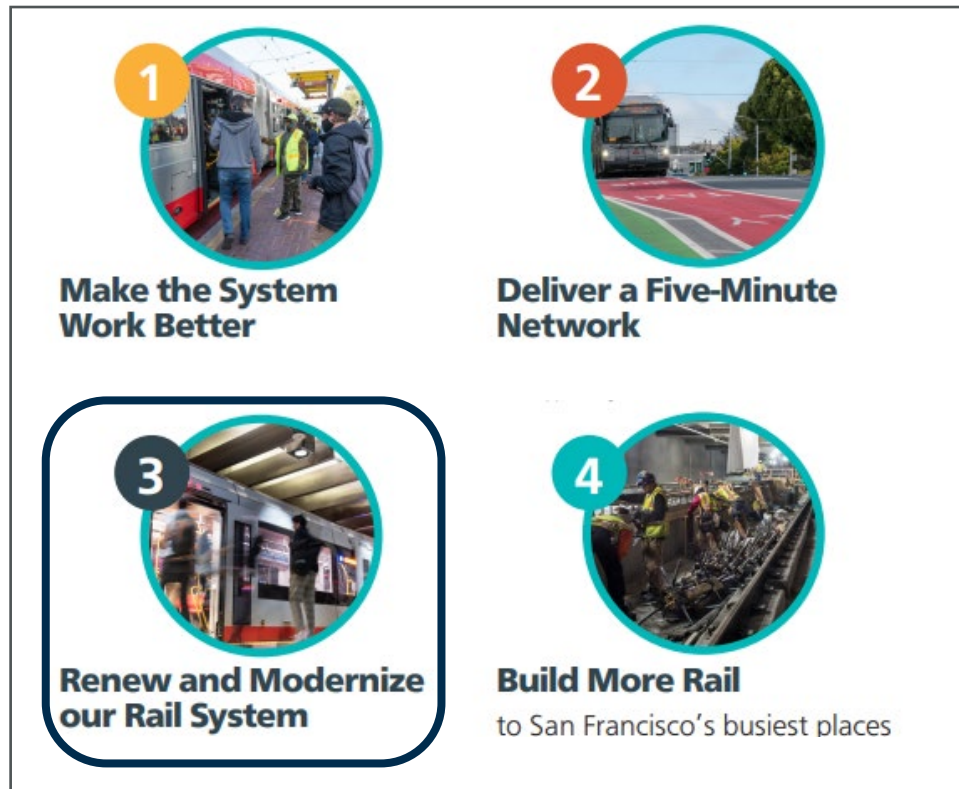 1
2
Make the System
Work Better
Deliver a Five-Minute
Network
3
4
Renew and Modernize
our Rail System
Build More Rail
to San Francisco's busiest places